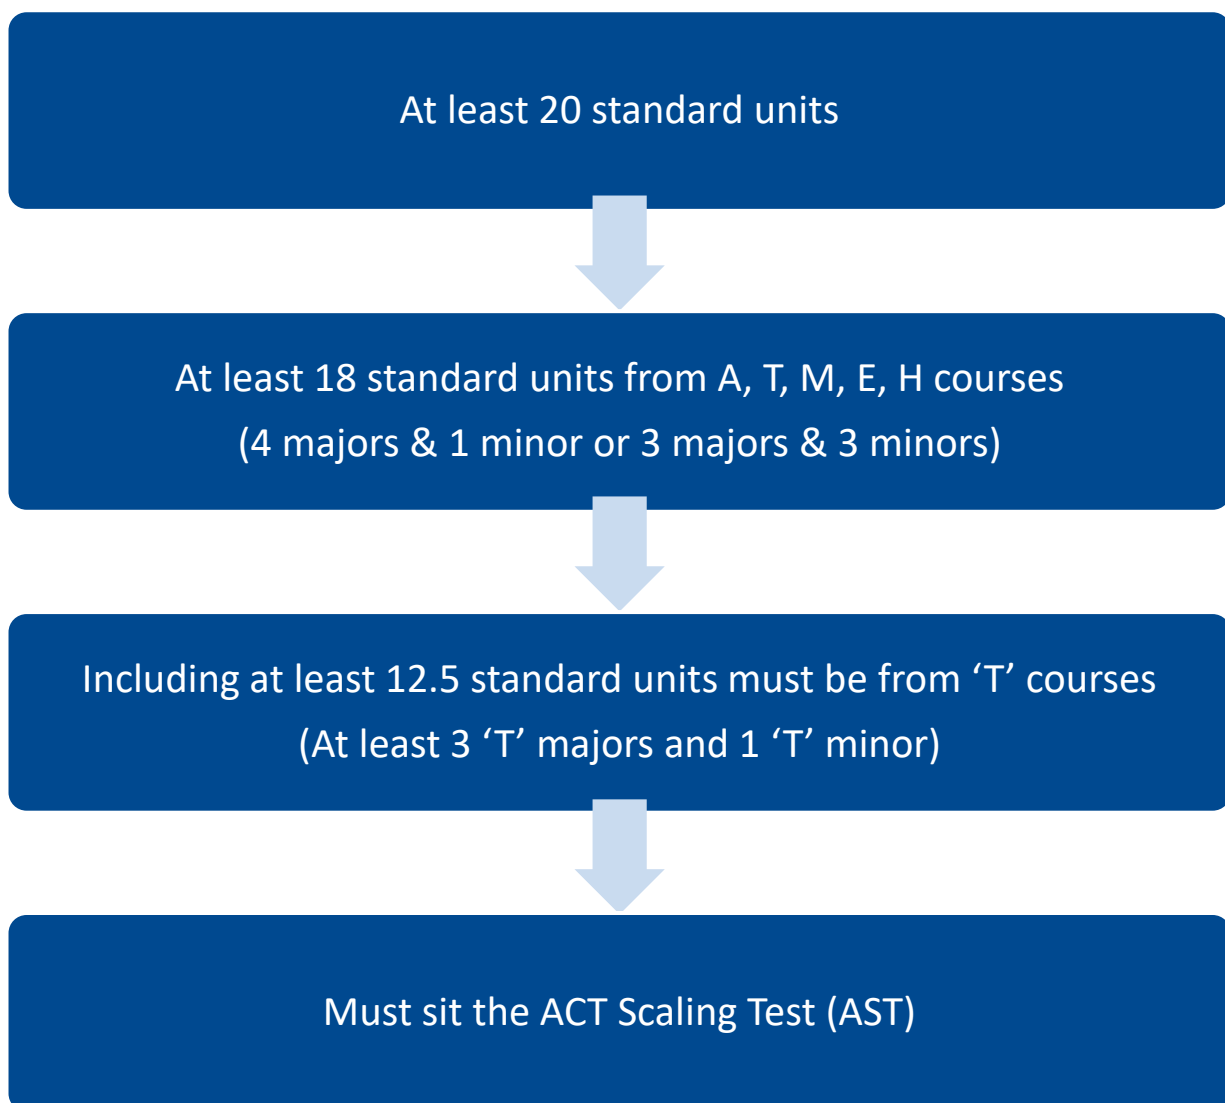 At least 20 standard units
At least 18 standard units from A, T, M, E, H courses
(4 majors & 1 minor or 3 majors & 3 minors)
Including at least 12.5 standard units must be from ‘T’ courses
(At least 3 ‘T’ majors and 1 ‘T’ minor)
Must sit the ACT Scaling Test (AST)